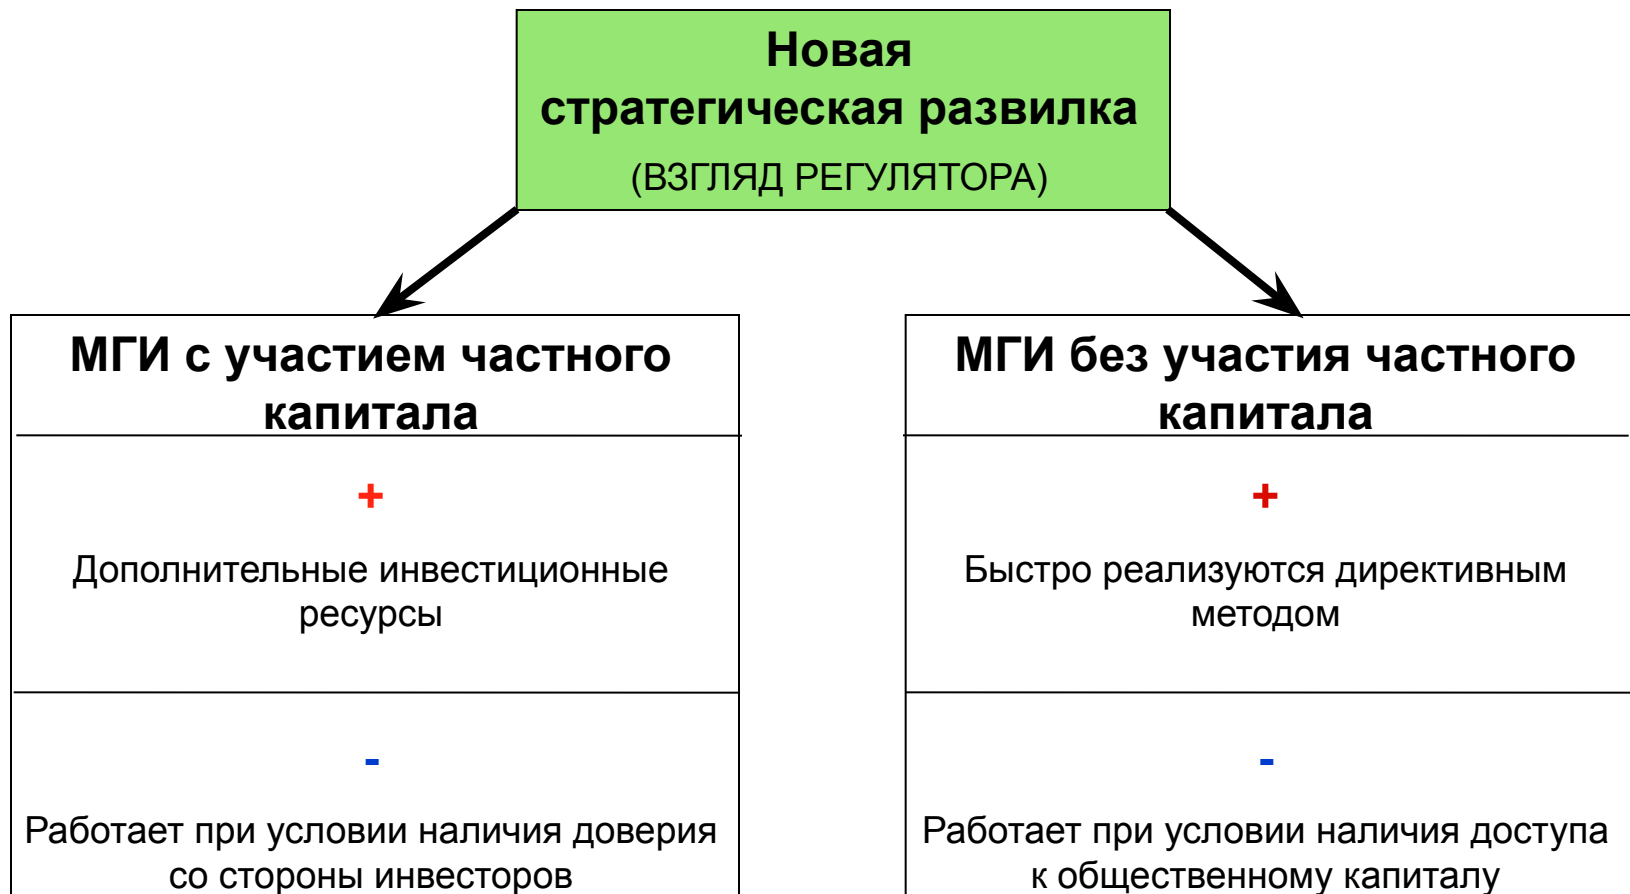 Новая
стратегическая развилка
(ВЗГЛЯД РЕГУЛЯТОРА)
МГИ с участием частного
капитала
+
Дополнительные инвестиционные
ресурсы
-
Работает при условии наличия доверия
со стороны инвесторов
МГИ без участия частного
капитала
+
Быстро реализуются директивным
методом
-
Работает при условии наличия доступа
к общественному капиталу